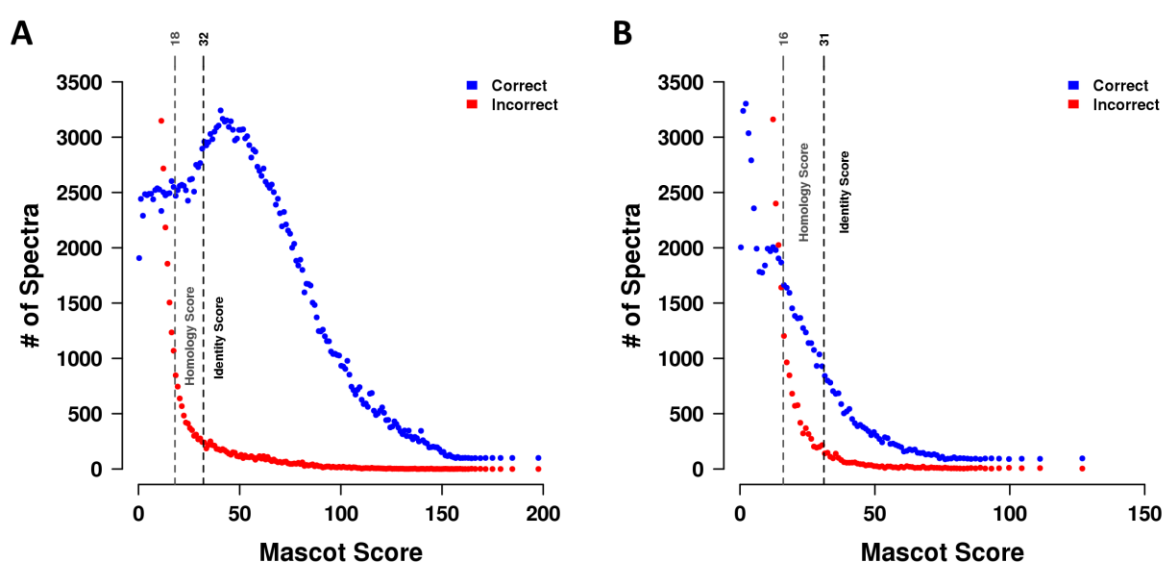 A
18
32
3500
3000
2500
2000
1500
1000
500
0
# of Spectra
Homology Score
Identity Score
Correct
Incorrect
0
50
100
150
200
Mascot Score
B
16
31
3500
3000
2500
2000
1500
1000
500
0
# of Spectra
Homology Score
Identity Score
Correct
Incorrect
0
50
100
150
Mascot Score